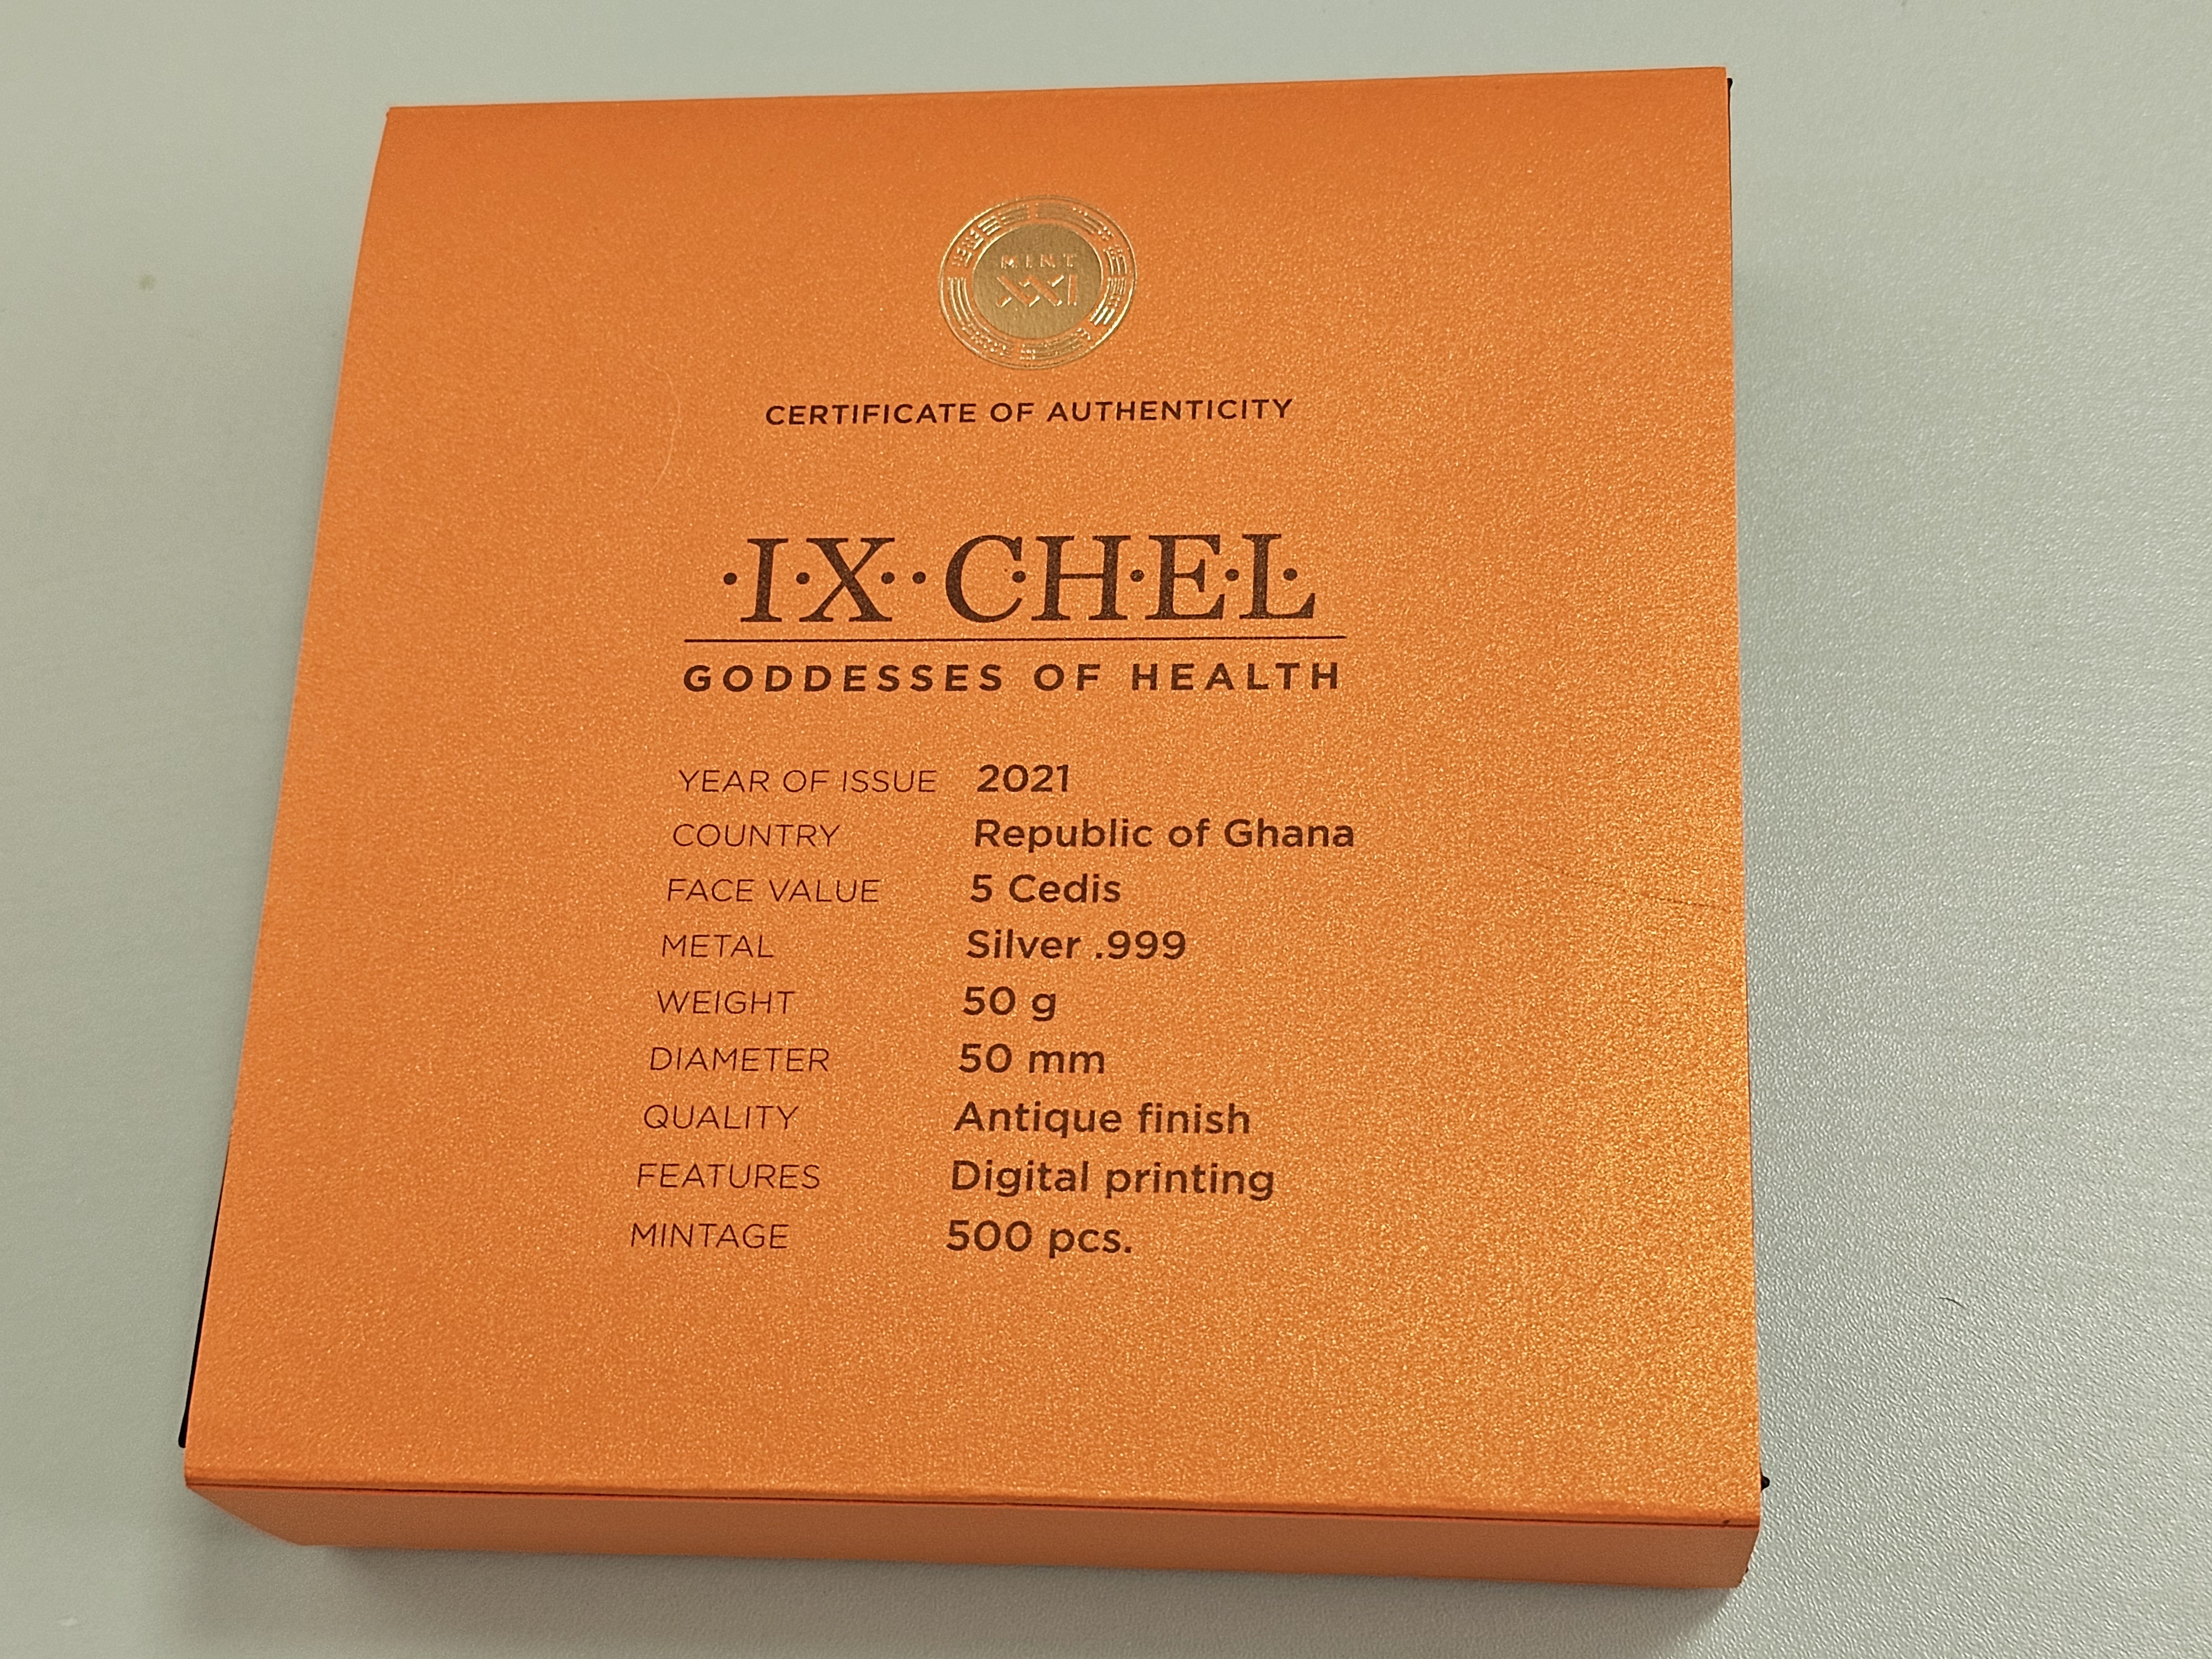 MINT
XXI
CERTIFICATE OF AUTHENTICITY
·I·X··C·H·E·L·
GODDESSES OF HEALTH
YEAR OF ISSUE 2021
COUNTRY Republic of Ghana
FACE VALUE 5 Cedis
METAL Silver .999
WEIGHT 50 g
DIAMETER 50 mm
QUALITY Antique finish
FEATURES Digital printing
MINTAGE 500 pcs.